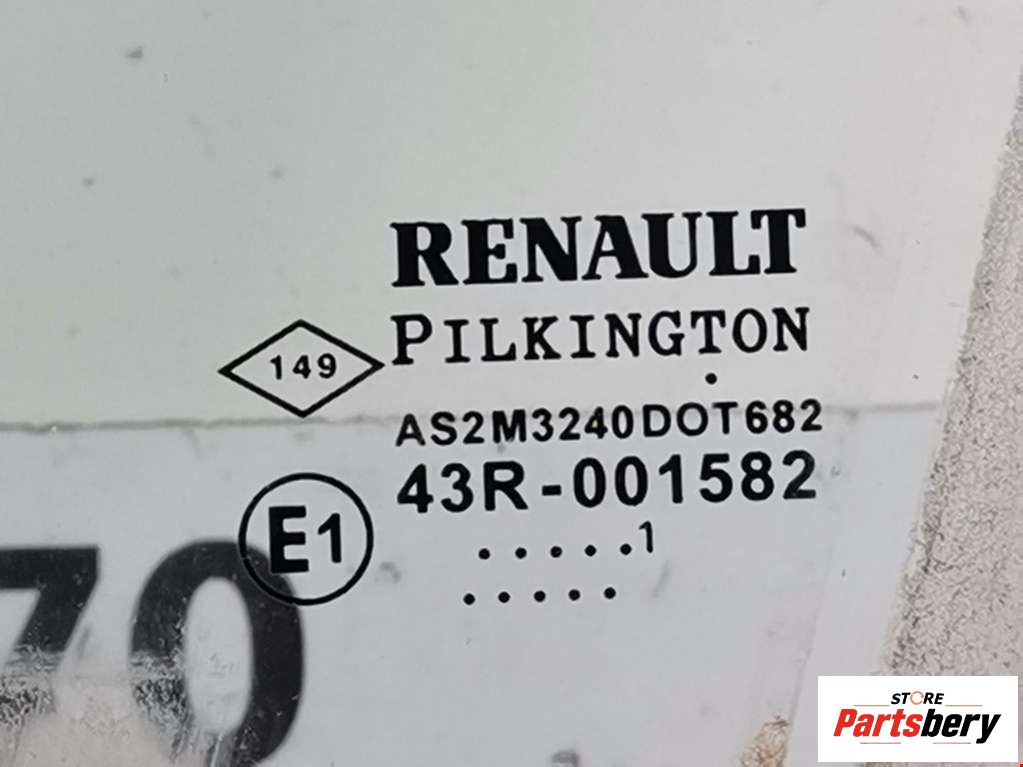 RENAULT
PILKINGTON
149
AS2M3240DOT682
43R-001582
E1
.....1
.....
70
STORE
Partsbery